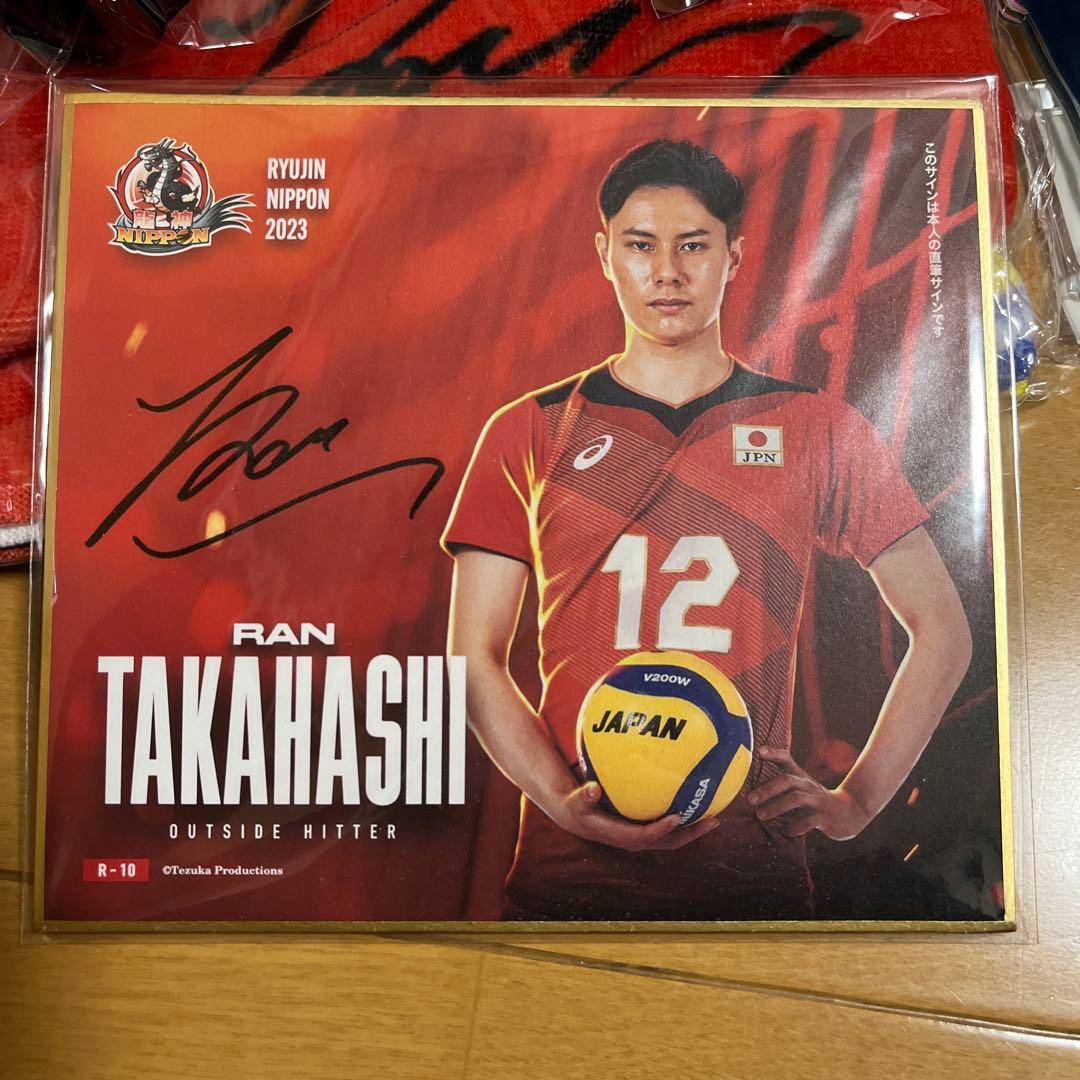 龍神
NIPPON
RYUJIN
NIPPON
2023
このサインは本人の直筆サインです
JPN
12
V200W
JAPAN
MIKASA
RAN
TAKAHASHI
OUTSIDE HITTER
R-10 ©Tezuka Productions